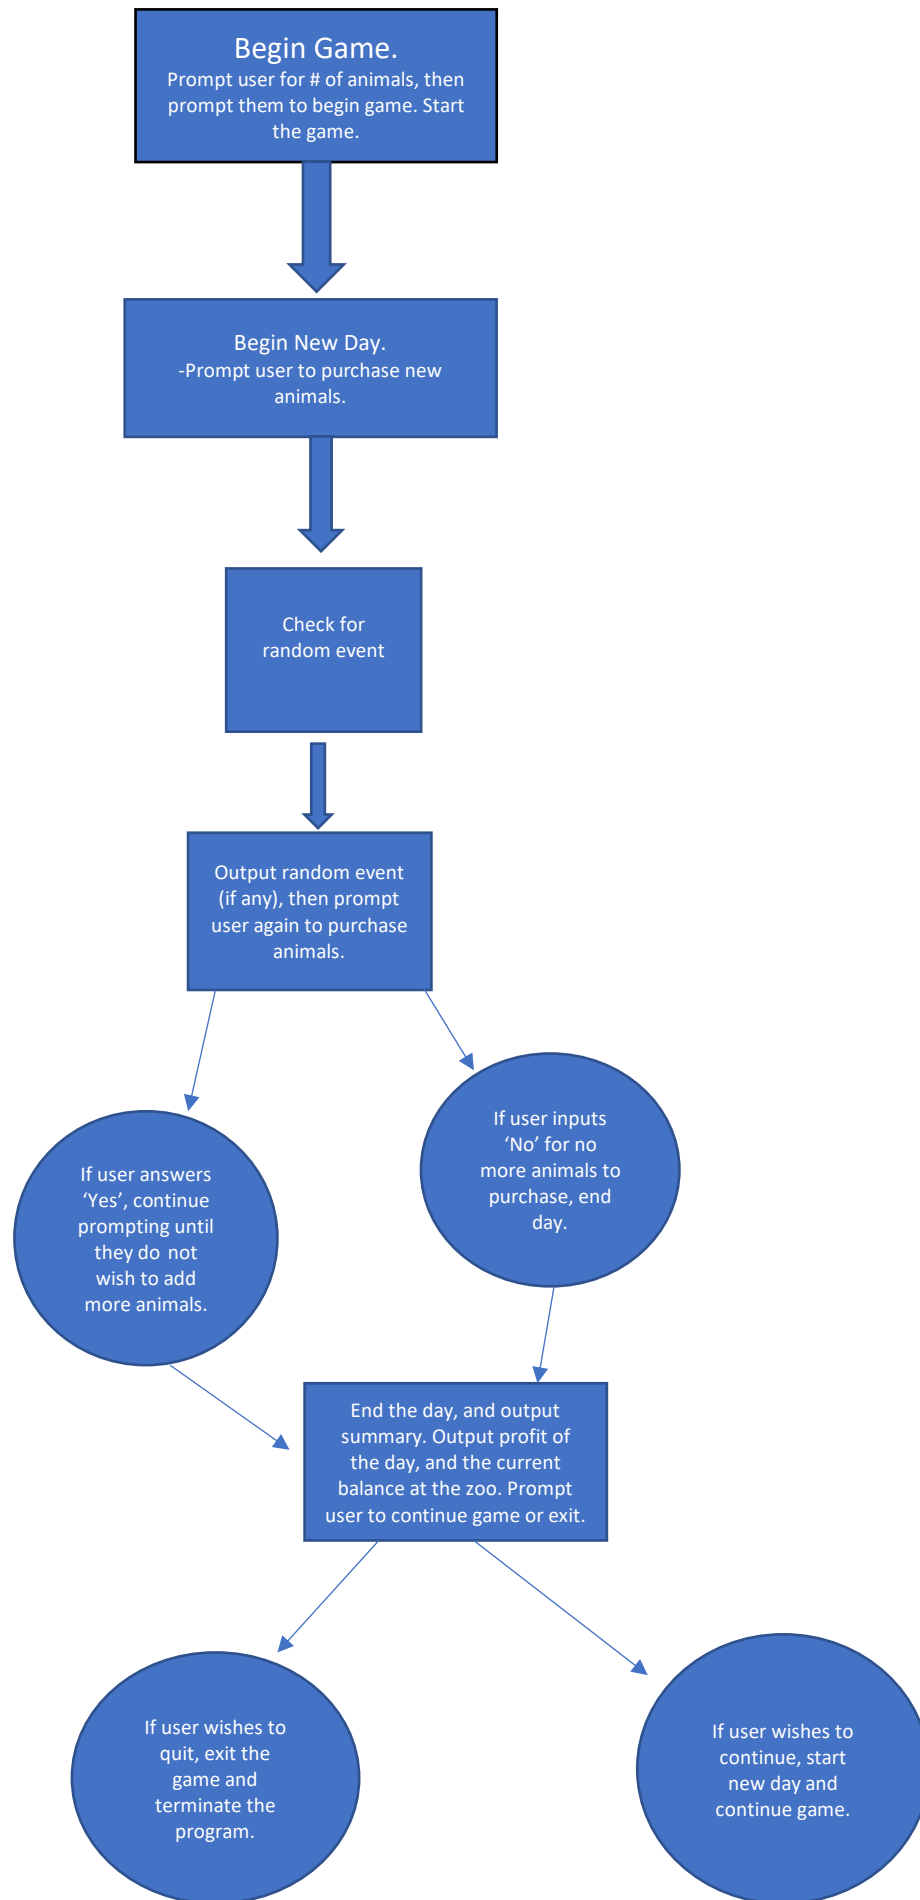 Begin Game.
Prompt user for # of animals, then
prompt them to begin game. Start
the game.
Begin New Day.
-Prompt user to purchase new
animals.
Check for
random event
Output random event
(if any), then prompt
user again to purchase
animals.
If user inputs
‘No’ for no
more animals to
purchase, end
day.
If user answers
‘Yes’, continue
prompting until
they do not
wish to add
more animals.
End the day, and output
summary. Output profit of
the day, and the current
balance at the zoo. Prompt
user to continue game or exit.
If user wishes to
quit, exit the
game and
terminate the
program.
If user wishes to
continue, start
new day and
continue game.